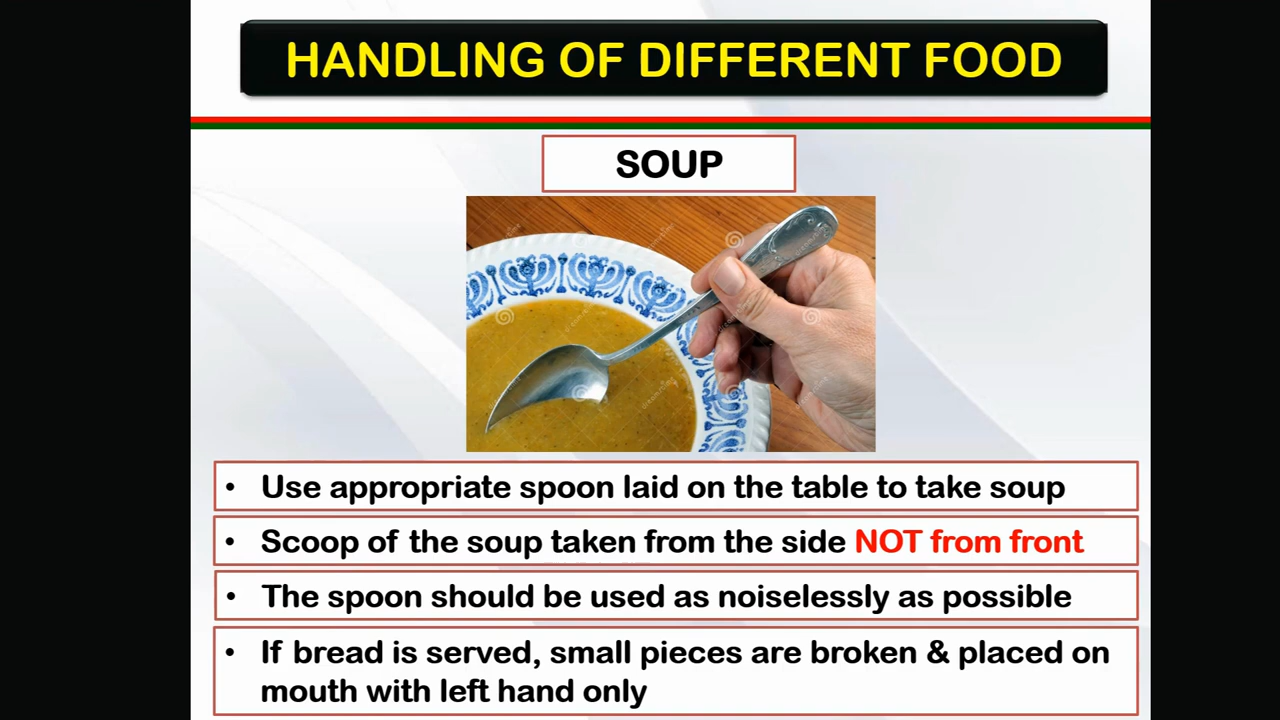 HANDLING OF DIFFERENT FOOD
SOUP
• Use appropriate spoon laid on the table to take soup
• Scoop of the soup taken from the side NOT from front
• The spoon should be used as noiselessly as possible
• If bread is served, small pieces are broken & placed on
mouth with left hand only